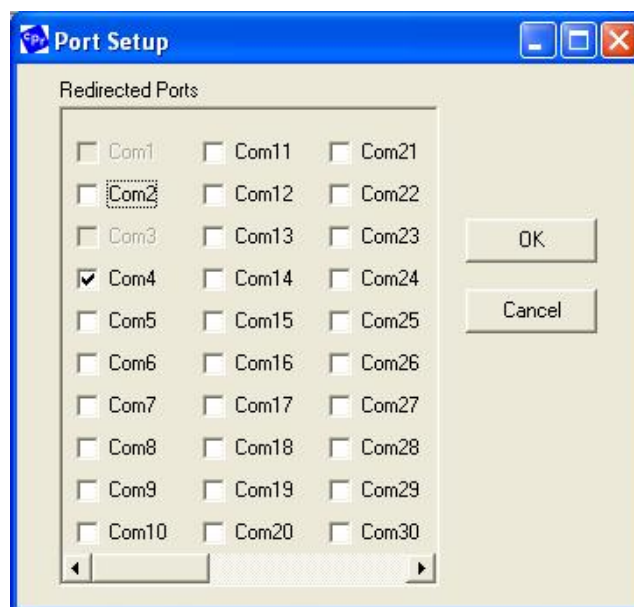 CPR Port Setup
Redirected Ports
Com1 Com11 Com21
Com2 Com12 Com22
Com3 Com13 Com23
OK
Com4 Com14 Com24
Com5 Com15 Com25
Cancel
Com6 Com16 Com26
Com7 Com17 Com27
Com8 Com18 Com28
Com9 Com19 Com29
Com10 Com20 Com30